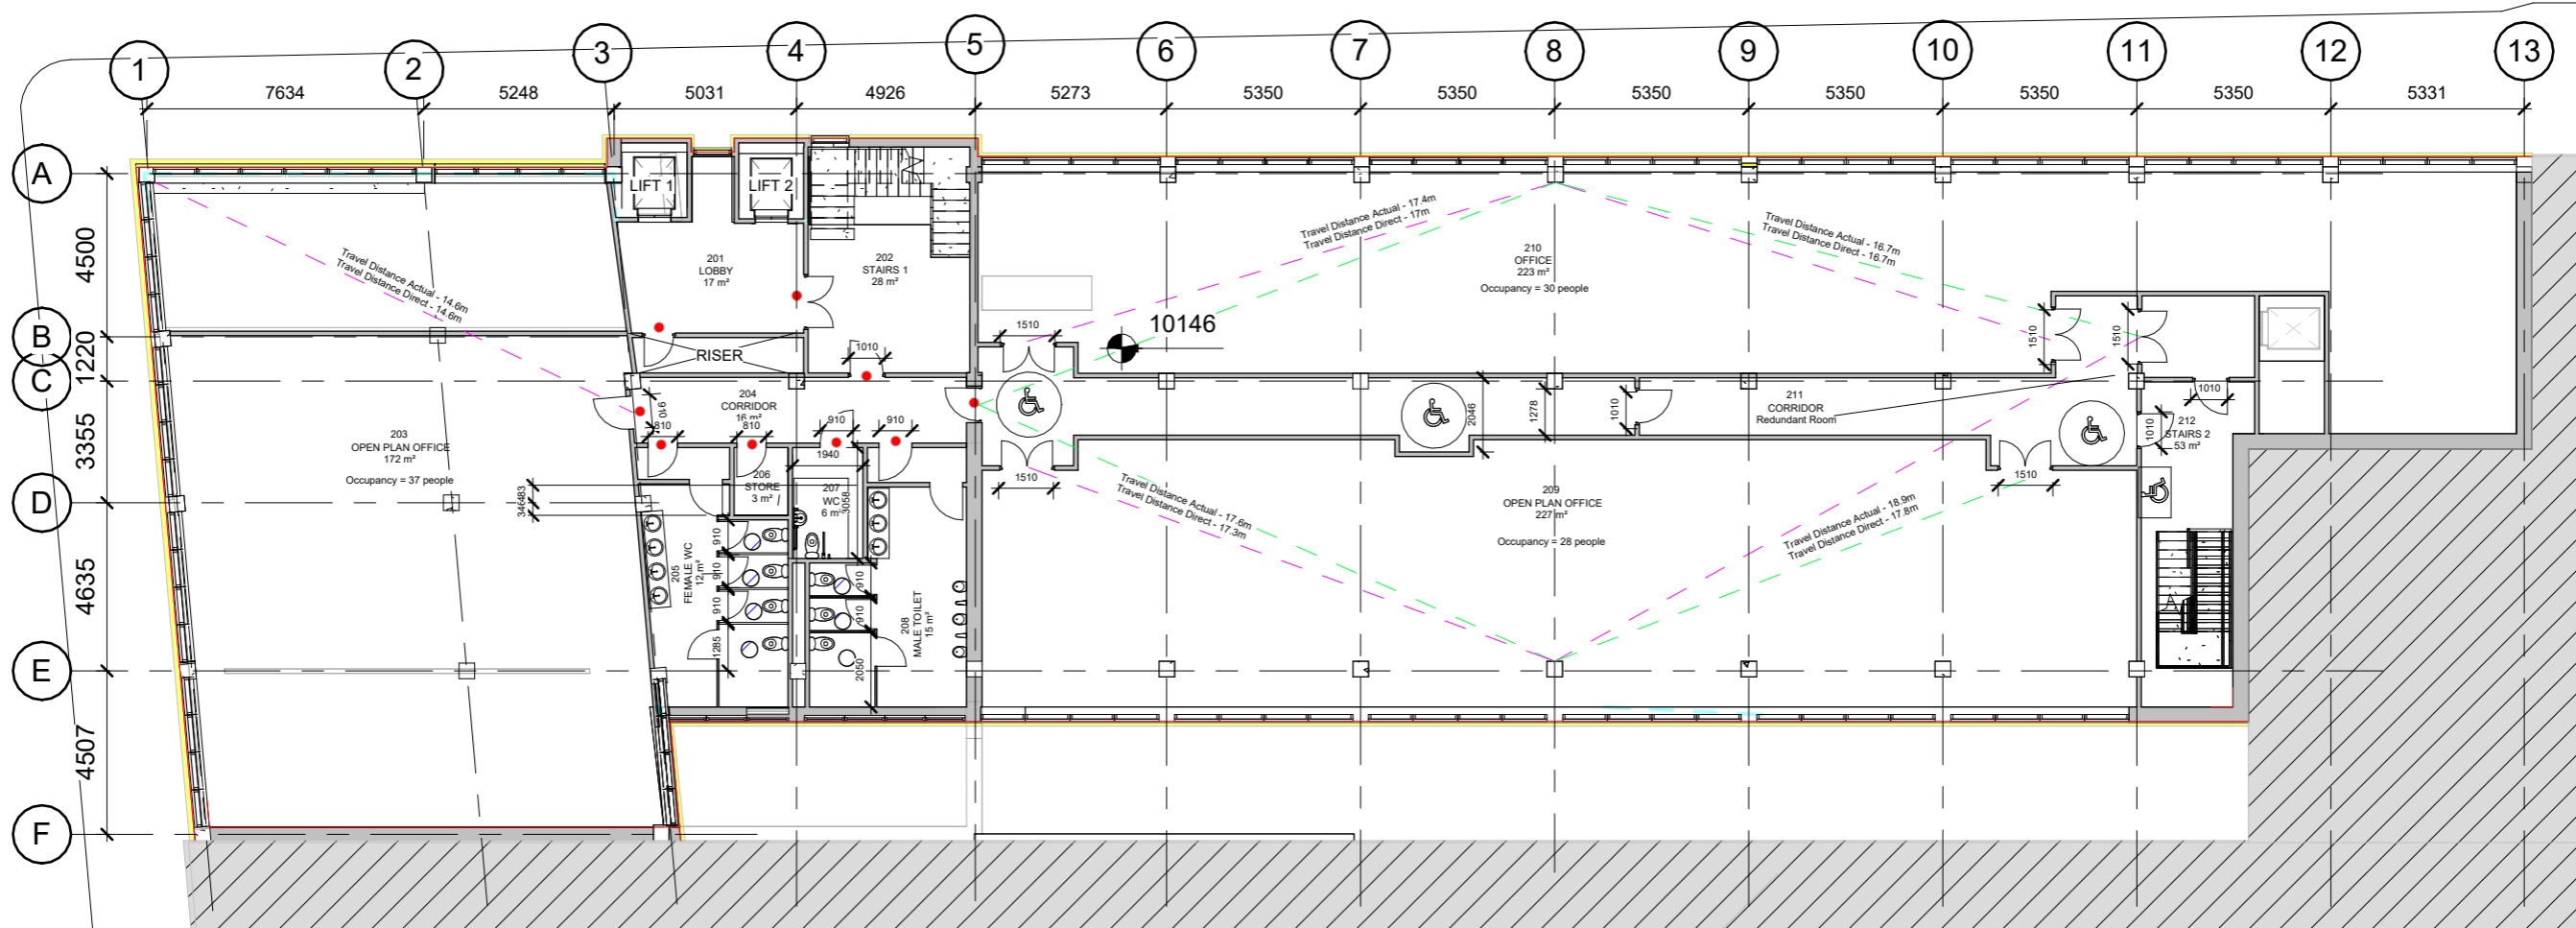 1
2
3
4
5
6
7
8
9
10
11
12
13
7634
5248
5031
4926
5273
5350
5350
5350
5350
5350
5350
5331
A
B
C
D
E
F
4500
1220
3355
4635
4507
LIFT 1
LIFT 2
201
LOBBY
17 m²
202
STAIRS 1
28 m²
RISER
1010
Travel Distance Actual - 14.6m
Travel Distance Direct - 14.6m
203
OPEN PLAN OFFICE
172 m²
Occupancy = 37 people
204
CORRIDOR
16 m²
910
810
810
910
910
1940
206
STORE
3 m²
207
WC
6 m²
3058
346483
205
FEMALE WC
12 m²
910
910
910
1285
910
910
2050
208
MALE TOILET
15 m²
Travel Distance Actual - 17.4m
Travel Distance Direct - 17m
Travel Distance Actual - 16.7m
Travel Distance Direct - 16.7m
210
OFFICE
223 m²
Occupancy = 30 people
1510
10146
1510
1510
2046
1278
1010
211
CORRIDOR
Redundant Room
1010
1010
212
STAIRS 2
53 m²
1510
1510
Travel Distance Actual - 17.6m
Travel Distance Direct - 17.3m
209
OPEN PLAN OFFICE
227 m²
Occupancy = 28 people
Travel Distance Actual - 18.9m
Travel Distance Direct - 17.8m